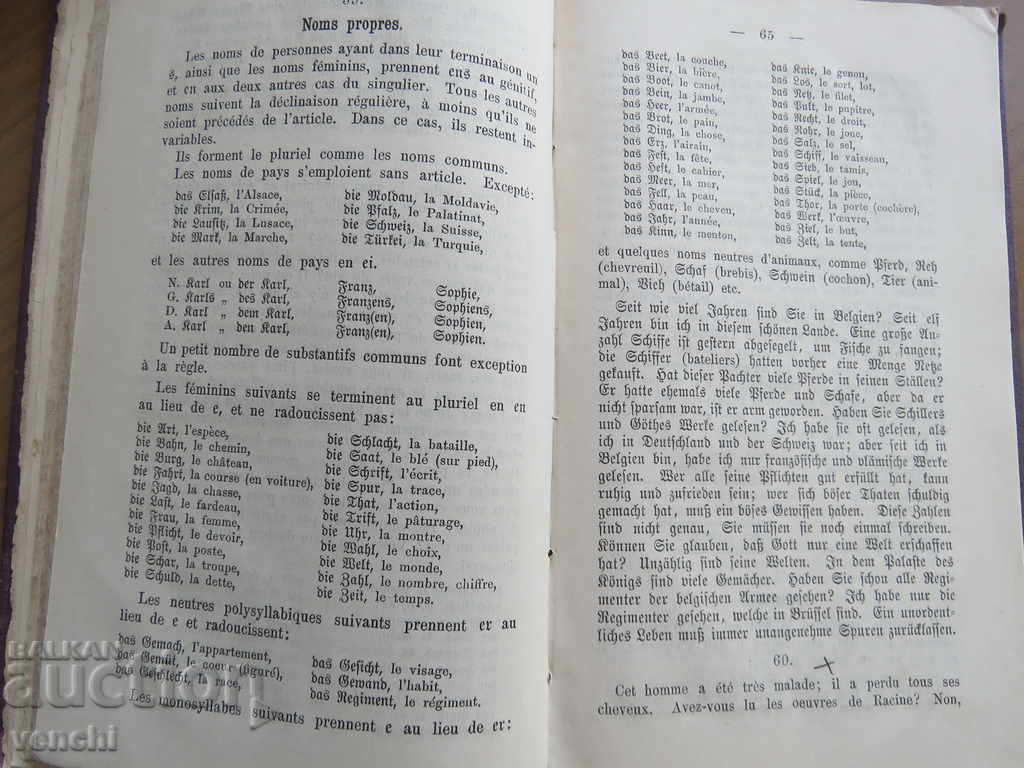 Noms propres.
Les noms de personnes ayant dans leur terminaison un
s, ainsi que les noms féminins, prennent ens au génitif,
et en aux deux autres cas du singulier. Tous les autres
noms suivent la déclinaison régulière, à moins qu'ils ne
soient précédés de l'article. Dans ce cas, ils restent in-
variables.
Ils forment le pluriel comme les noms communs.
Les noms de pays s'emploient sans article. Excepté:
das Elsaß, l'Alsace, die Moldau, la Moldavie,
die Krim, la Crimée, die Pfalz, le Palatinat,
die Lausitz, la Lusace, die Schweiz, la Suisse,
die Mark, la Marche, die Türkei, la Turquie,
et les autres noms de pays en ei.
N. Karl ou der Karl, Franz, Sophie,
G. Karls „ des Karl, Franzens, Sophiens,
D. Karl „ dem Karl, Franz(en), Sophien,
A. Karl „ den Karl, Franz(en), Sophien.
Un petit nombre de substantifs communs font exception
à la règle.
Les féminins suivants se terminent au pluriel en en
au lieu de e, et ne radoucissent pas:
die Art, l'espèce, die Schlacht, la bataille,
die Bahn, le chemin, die Saat, le blé (sur pied),
die Burg, le château, die Schrift, l'écrit,
die Fahrt, la course (en voiture), die Spur, la trace,
die Jagd, la chasse, die That, l'action,
die Last, le fardeau, die Trift, le pâturage,
die Frau, la femme, die Uhr, la montre,
die Pflicht, le devoir, die Wahl, le choix,
die Post, la poste, die Welt, le monde,
die Schar, la troupe, die Zahl, le nombre, chiffre,
die Schuld, la dette, die Zeit, le temps.
Les neutres polysyllabiques suivants prennent er au
lieu de e et radoucissent:
das Gemach, l'appartement, das Gesicht, le visage,
das Gemüt, le coeur (figuré), das Gewand, l'habit,
das Geschlecht, la race, das Regiment, le régiment.
Les monosyllabes suivants prennent e au lieu de er:
— 65 —
das Beet, la couche, das Knie, le genou,
das Bier, la bière, das Los, le sort, lot,
das Boot, le canot, das Netz, le filet,
das Bein, la jambe, das Pult, le pupitre,
das Heer, l'armée, das Recht, le droit,
das Brot, le pain, das Rohr, le jonc,
das Ding, la chose, das Salz, le sel,
das Erz, l'airain, das Schiff, le vaisseau,
das Fest, la fête, das Sieb, le tamis,
das Heft, le cahier, das Spiel, le jeu,
das Meer, la mer, das Stück, la pièce,
das Fell, la peau, das Thor, la porte (cochère),
das Haar, le cheveu, das Werk, l'œuvre,
das Jahr, l'année, das Ziel, le but,
das Kinn, le menton, das Zelt, la tente,
et quelques noms neutres d'animaux, comme Pferd, Reh
(chevreuil), Schaf (brebis), Schwein (cochon), Tier (ani-
mal), Vieh (bétail) etc.
Seit wie viel Jahren sind Sie in Belgien? Seit elf
Jahren bin ich in diesem schönen Lande. Eine große An-
zahl Schiffe ist gestern abgesegelt, um Fische zu fangen;
die Schiffer (bateliers) hatten vorher eine Menge Netze
gekauft. Hat dieser Pachter viele Pferde in seinen Ställen?
Er hatte ehemals viele Pferde und Schafe, aber da er
nicht sparsam war, ist er arm geworden. Haben Sie Schillers
und Göthes Werke gelesen? Ich habe sie oft gelesen, als
ich in Deutschland und der Schweiz war; aber seit ich in
Belgien bin, habe ich nur französische und vlämische Werke
gelesen. Wer alle seine Pflichten gut erfüllt hat, kann
ruhig und zufrieden sein; wer sich böser Thaten schuldig
gemacht hat, muß ein böses Gewissen haben. Diese Zahlen
sind nicht genau, Sie müssen sie noch einmal schreiben.
Können Sie glauben, daß Gott nur eine Welt erschaffen
hat? Unzählig sind seine Welten. In dem Palaste des
Königs sind viele Gemächer. Haben Sie schon alle Regi-
menter der belgischen Armee gesehen? Ich habe nur die
Regimenter gesehen, welche in Brüssel sind. Ein unordent-
liches Leben muß immer unangenehme Spuren zurücklassen.
60.
Cet homme a été très malade; il a perdu tous ses
cheveux. Avez-vous lu les oeuvres de Racine? Non,
BALKAN
auction
venchi